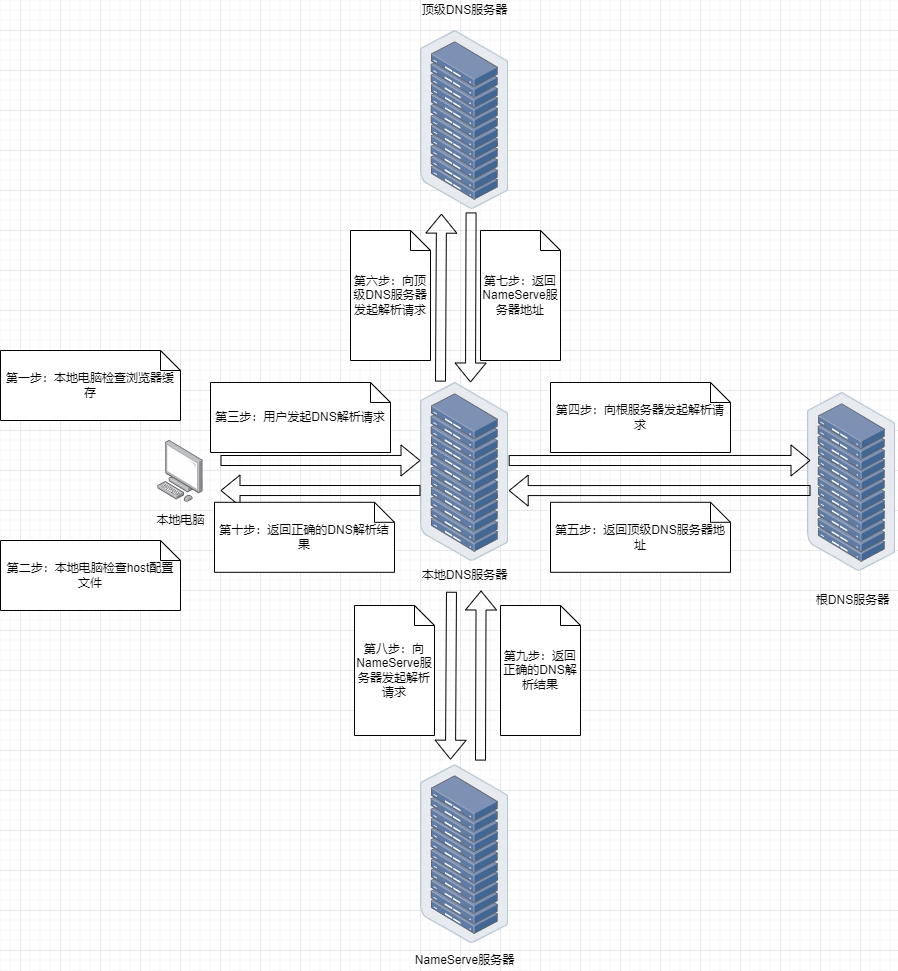 顶级DNS服务器
第六步：向顶
级DNS服务器
发起解析请求
第七步：返回
NameServe服
务器地址
第一步：本地电脑检查浏览器缓
存
第三步：用户发起DNS解析请求
第四步：向根服务器发起解析请
求
本地电脑
第十步：返回正确的DNS解析结
果
第五步：返回顶级DNS服务器地
址
第二步：本地电脑检查host配置
文件
本地DNS服务器
根DNS服务器
第八步：向
NameServe服
务器发起解析
请求
第九步：返回
正确的DNS解
析结果
NameServe服务器